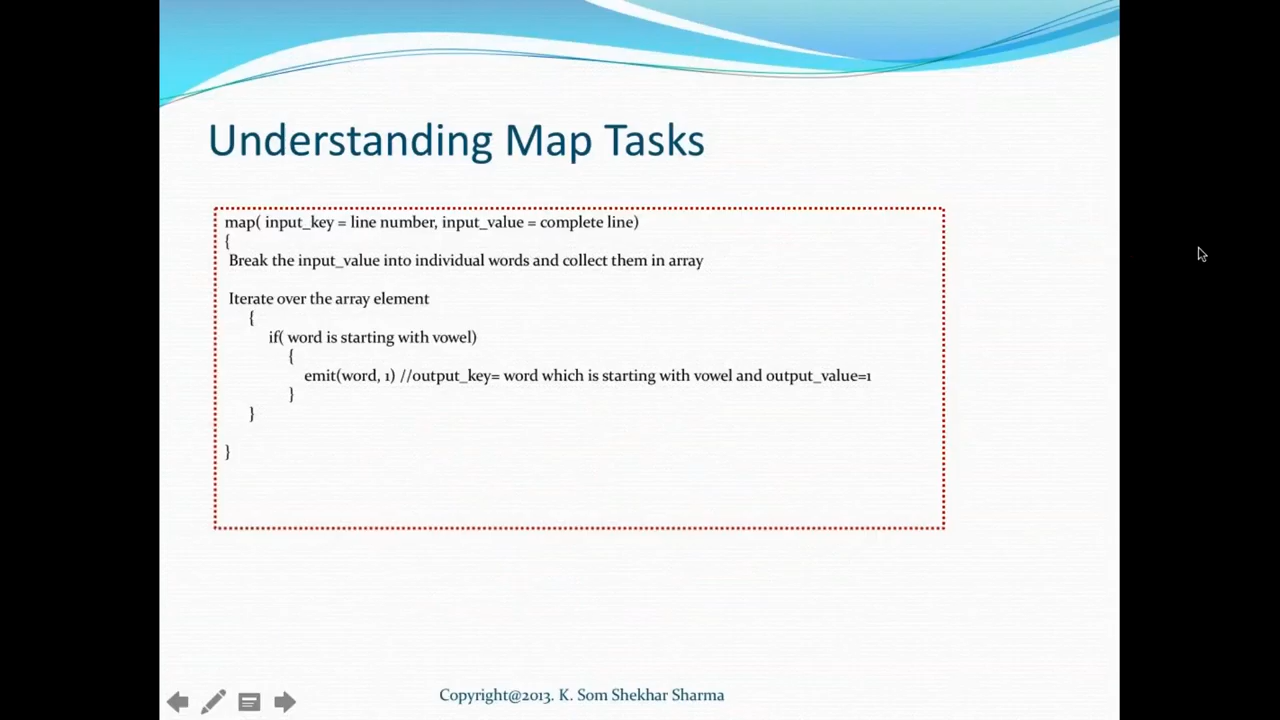 Understanding Map Tasks
map( input_key = line number, input_value = complete line)
{
Break the input_value into individual words and collect them in array
Iterate over the array element
{
if( word is starting with vowel)
{
emit(word, 1) //output_key= word which is starting with vowel and output_value=1
}
}
}
Copyright@2013. K. Som Shekhar Sharma